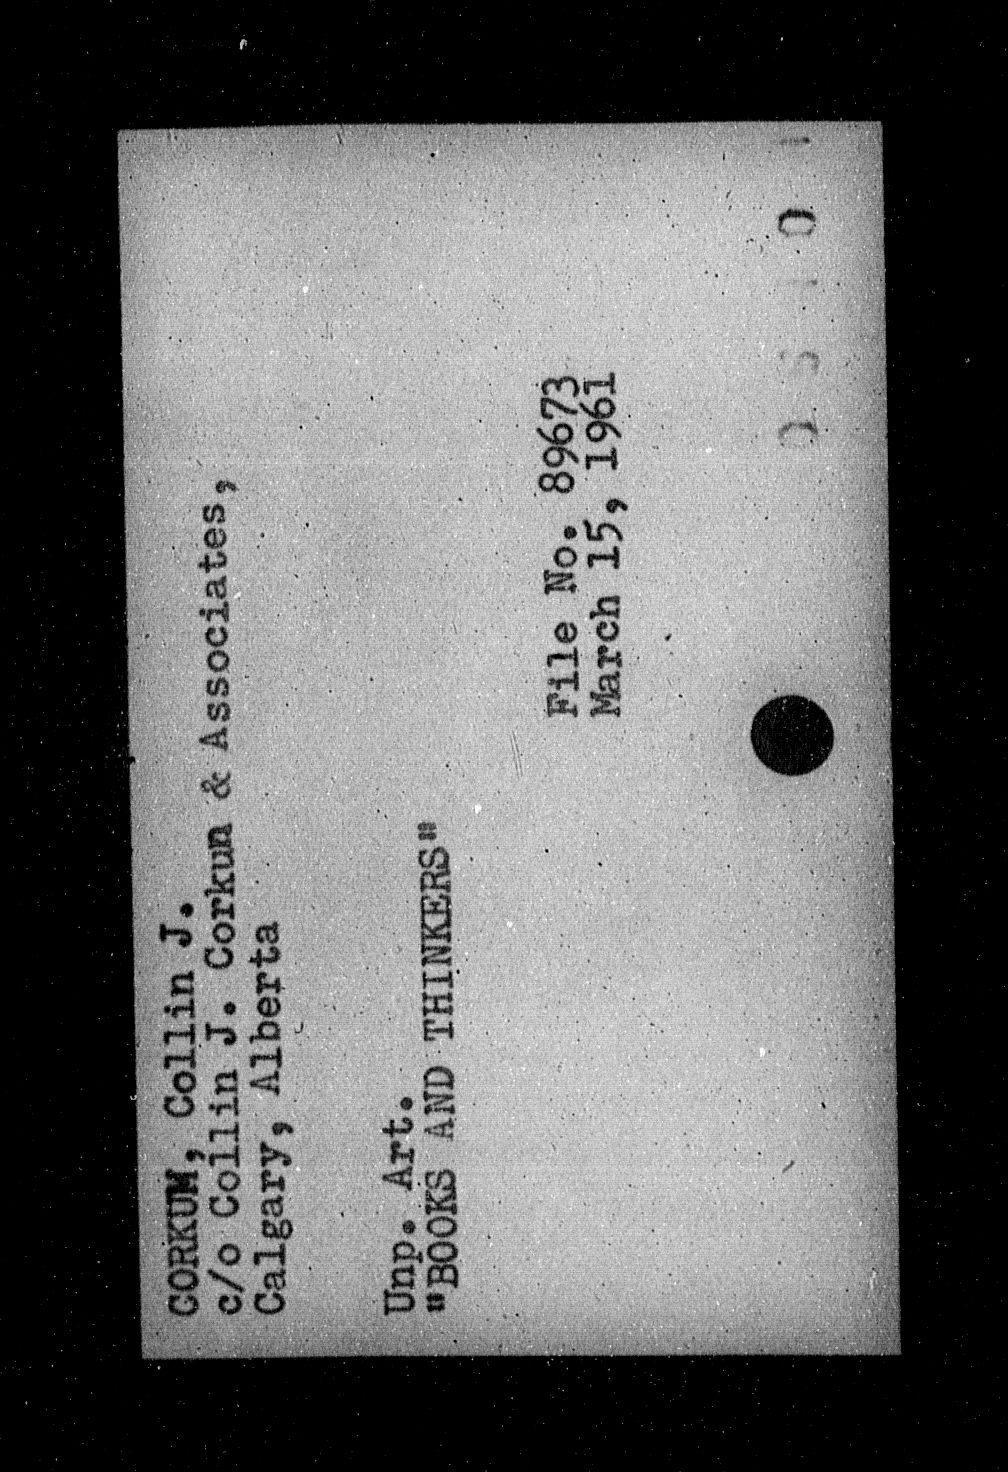 CORKUM, Collin J.
c/o Collin J. Corkum & Associates,
Calgary, Alberta
Unp. Art.
"BOOKS AND THINKERS"
File No. 89673
March 15, 1961